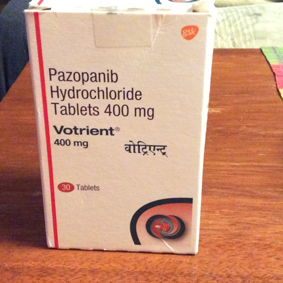 gsk
Pazopanib
Hydrochloride
Tablets 400 mg
Votrient®
400 mg
वोट्रिएन्ट
30 Tablets